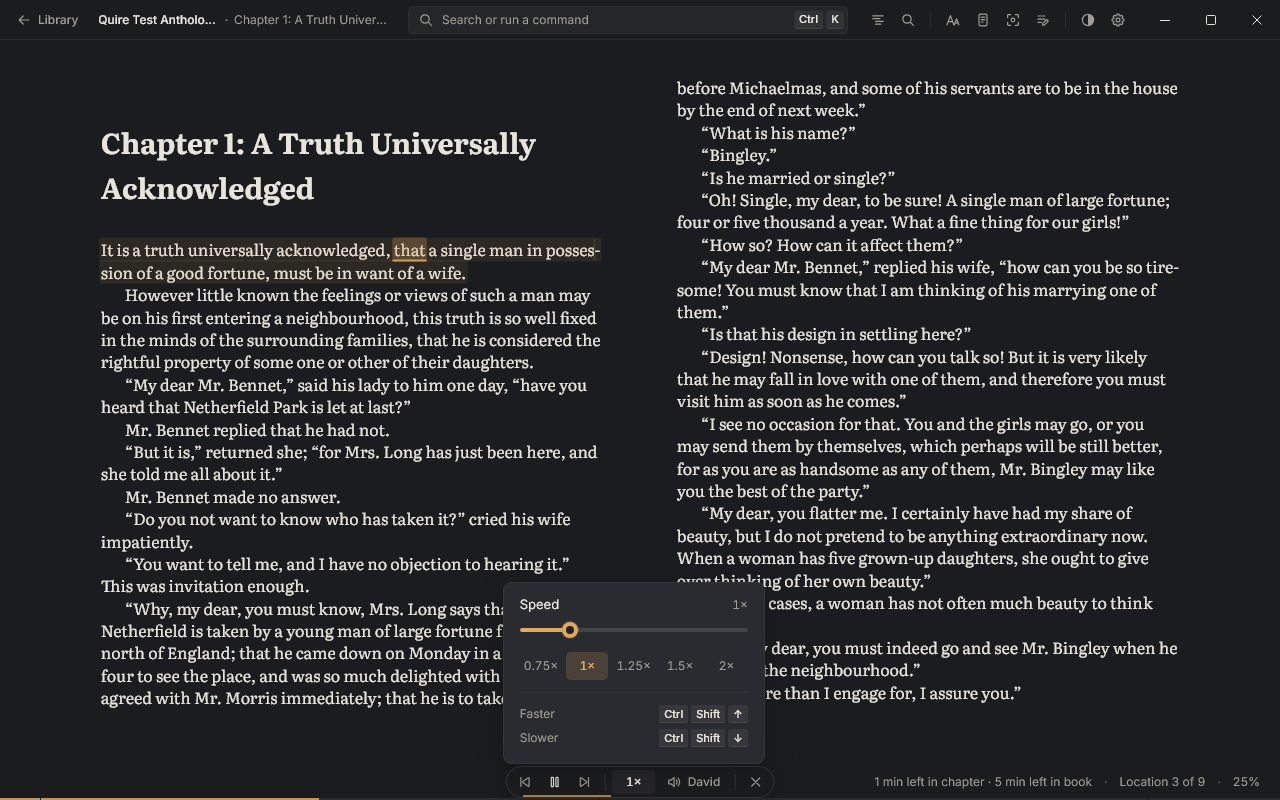 Library
Quire Test Antholo... · Chapter 1: A Truth Univer...
Search or run a command
Ctrl K
Chapter 1: A Truth Universally
Acknowledged
It is a truth universally acknowledged, that a single man in posses-
sion of a good fortune, must be in want of a wife.
However little known the feelings or views of such a man may
be on his first entering a neighbourhood, this truth is so well fixed
in the minds of the surrounding families, that he is considered the
rightful property of some one or other of their daughters.
“My dear Mr. Bennet,” said his lady to him one day, “have you
heard that Netherfield Park is let at last?”
Mr. Bennet replied that he had not.
“But it is,” returned she; “for Mrs. Long has just been here, and
she told me all about it.”
Mr. Bennet made no answer.
“Do you not want to know who has taken it?” cried his wife
impatiently.
“You want to tell me, and I have no objection to hearing it.”
This was invitation enough.
“Why, my dear, you must know, Mrs. Long says
Netherfield is taken by a young man of large fortune
north of England; that he came down on Monday in a
four to see the place, and was so much delighted with
agreed with Mr. Morris immediately; that he is to
before Michaelmas, and some of his servants are to be in the house
by the end of next week.”
“What is his name?”
“Bingley.”
“Is he married or single?”
“Oh! Single, my dear, to be sure! A single man of large fortune;
four or five thousand a year. What a fine thing for our girls!”
“How so? How can it affect them?”
“My dear Mr. Bennet,” replied his wife, “how can you be so tire-
some! You must know that I am thinking of his marrying one of
them.”
“Is that his design in settling here?”
“Design! Nonsense, how can you talk so! But it is very likely
that he may fall in love with one of them, and therefore you must
visit him as soon as he comes.”
“I see no occasion for that. You and the girls may go, or you
may send them by themselves, which perhaps will be still better,
for as you are as handsome as any of them, Mr. Bingley may like
you the best of the party.”
“My dear, you flatter me. I certainly have had my share of
beauty, but I do not pretend to be anything extraordinary now.
When a woman has five grown-up daughters, she ought to give
over thinking of her own beauty.”
cases, a woman has not often much beauty to think
dear, you must indeed go and see Mr. Bingley when he
the neighbourhood.”
than I engage for, I assure you.”
Speed 1×
0.75× 1× 1.25× 1.5× 2×
Faster Ctrl Shift ↑
Slower Ctrl Shift ↓
1× David
1 min left in chapter · 5 min left in book · Location 3 of 9 · 25%